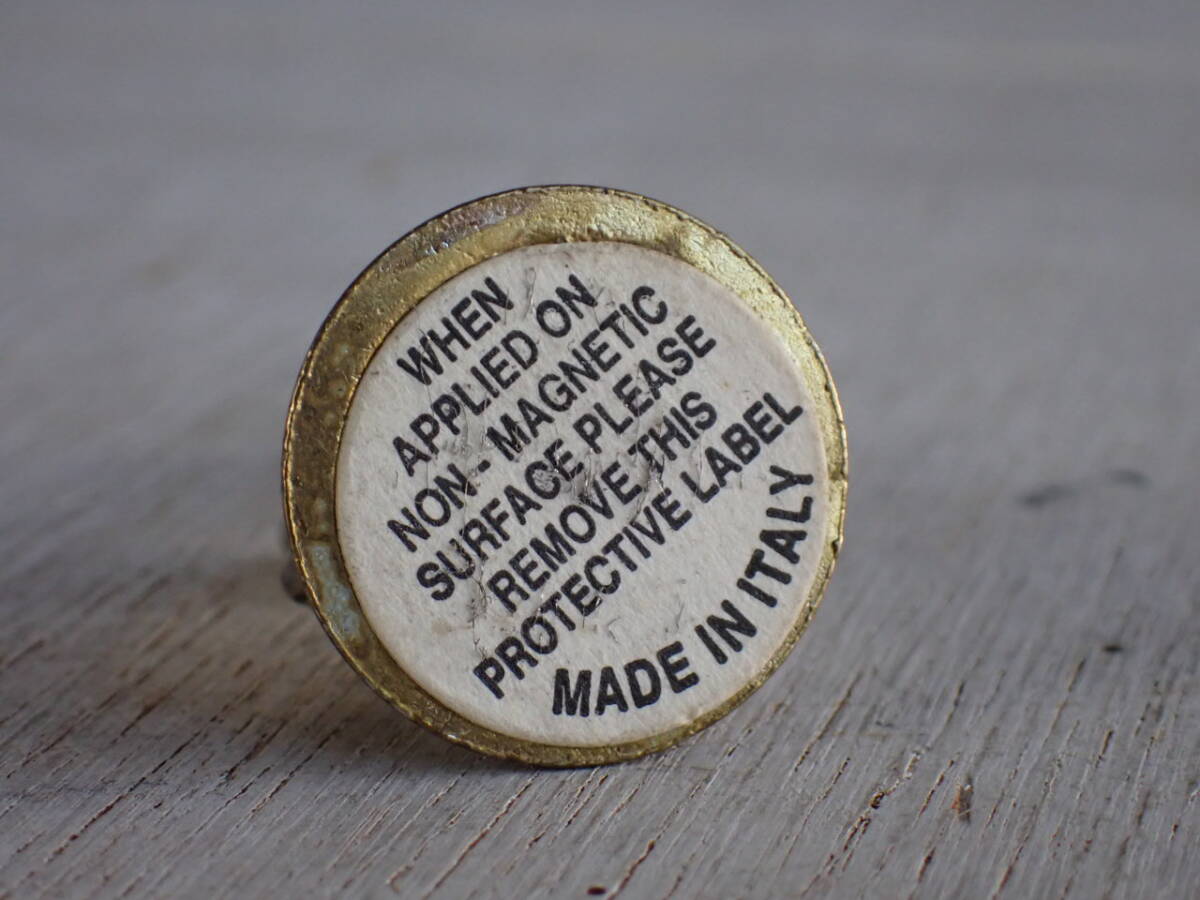 WHEN
APPLIED ON
NON - MAGNETIC
SURFACE PLEASE
REMOVE THIS
PROTECTIVE LABEL
MADE IN ITALY